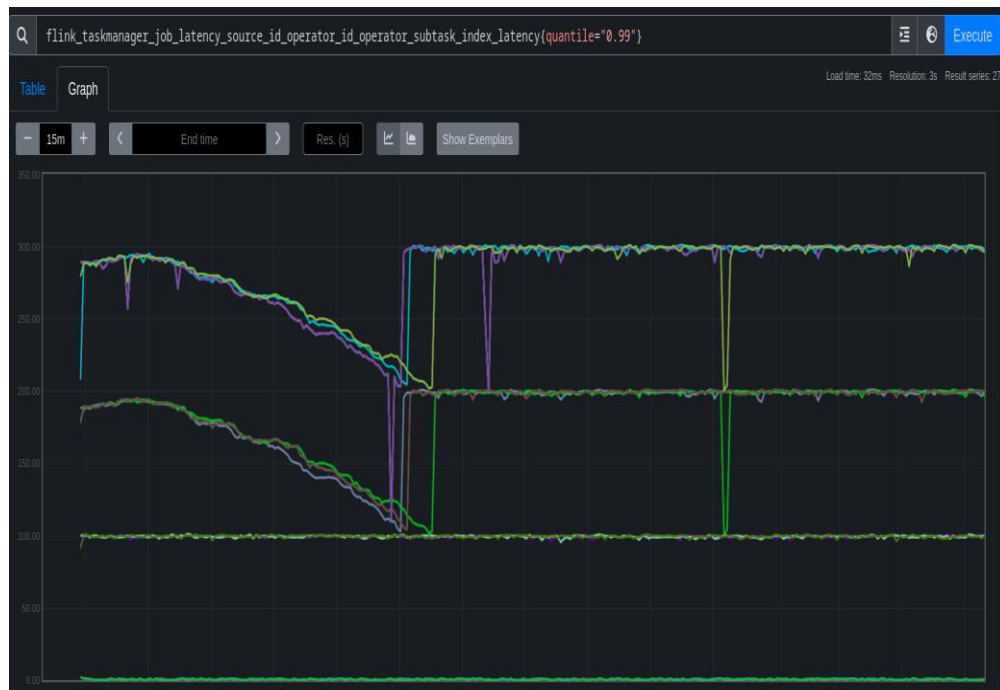 flink_taskmanager_job_latency_source_id_operator_id_operator_subtask_index_latency{quantile="0.99"}
Execute
Load time: 32ms Resolution: 3s Result series: 27
Table
Graph
− 15m +
< End time >
Res. (s)
Show Exemplars
350.00
300.00
250.00
200.00
150.00
100.00
50.00
0.00